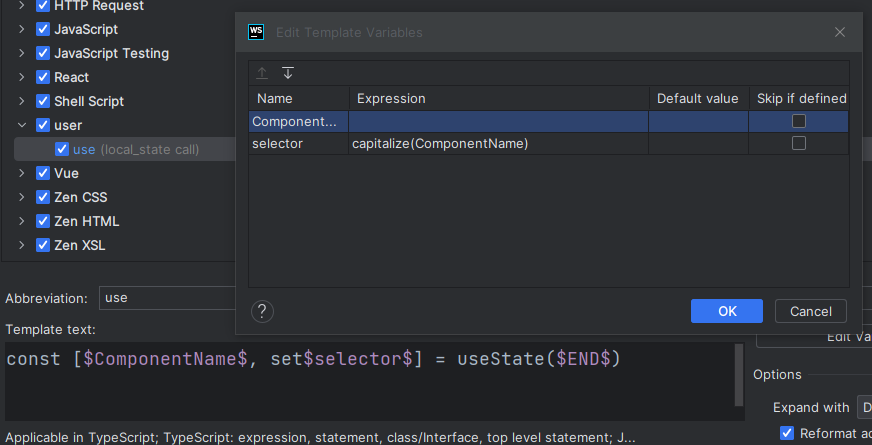 HTTP Request
JavaScript
JavaScript Testing
React
Shell Script
user
use (local_state call)
Vue
Zen CSS
Zen HTML
Zen XSL
WS Edit Template Variables
Name Expression Default value Skip if defined
Component...
selector capitalize(ComponentName)
? OK Cancel
Abbreviation: use
Template text:
const [$ComponentName$, set$selector$] = useState($END$)
Edit Va
Options
Expand with D
Reformat ac
Applicable in TypeScript; TypeScript: expression, statement, class/Interface, top level statement; J...